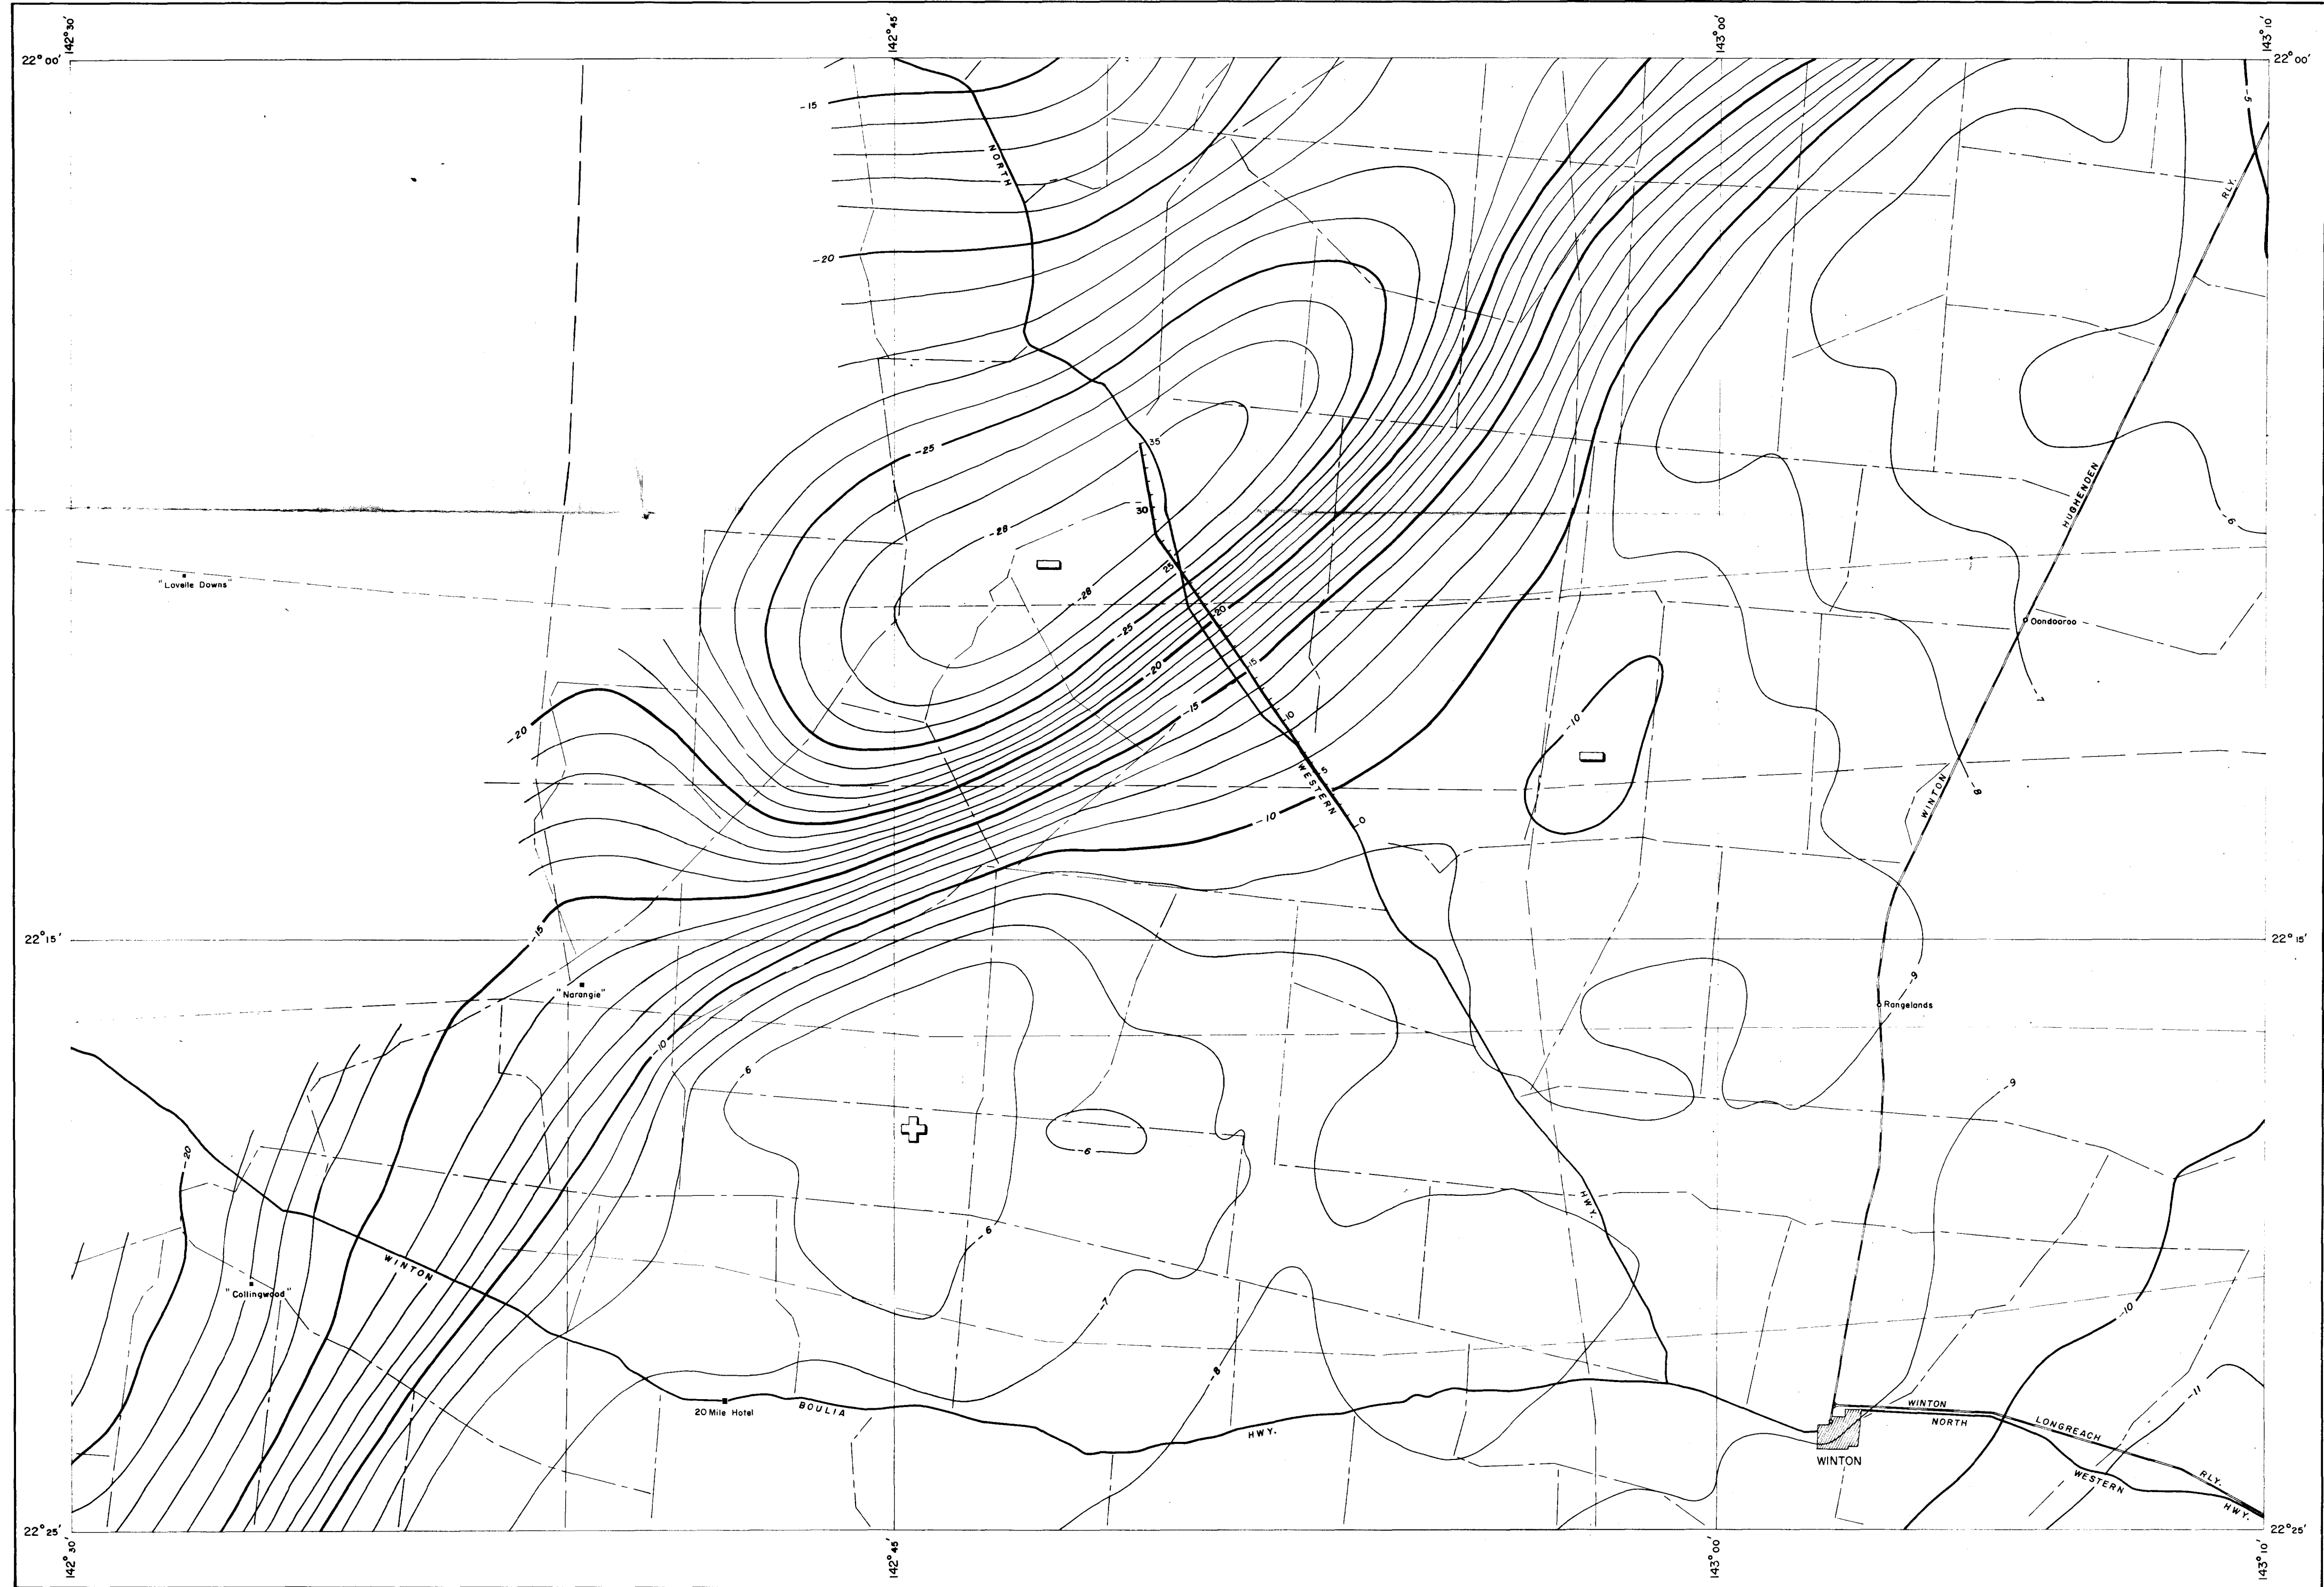 142°30'
142°45'
143°00'
143°10'
22°00'
22°00'
-5
-15
NORTH
RLY.
-20
35
-25
HUGHENDEN
30
-28
-6
25
"Lovelle Downs"
-28
20
Oondooroo
-25
15
-20
-7
-15
10
-10
-20
5
WESTERN
WINTON
-8
-10
0
22°15'
-15
22°15'
-9
"Narangie"
Rangelands
-10
-6
-9
-6
-20
HWY.
-6
WINTON
"Collingwood"
-7
-10
-8
-11
20 Mile Hotel
BOULIA
HWY.
WINTON
NORTH
LONGREACH
WINTON
WESTERN
RLY.
HWY.
22°25'
22°25'
142°30'
142°45'
143°00'
143°10'